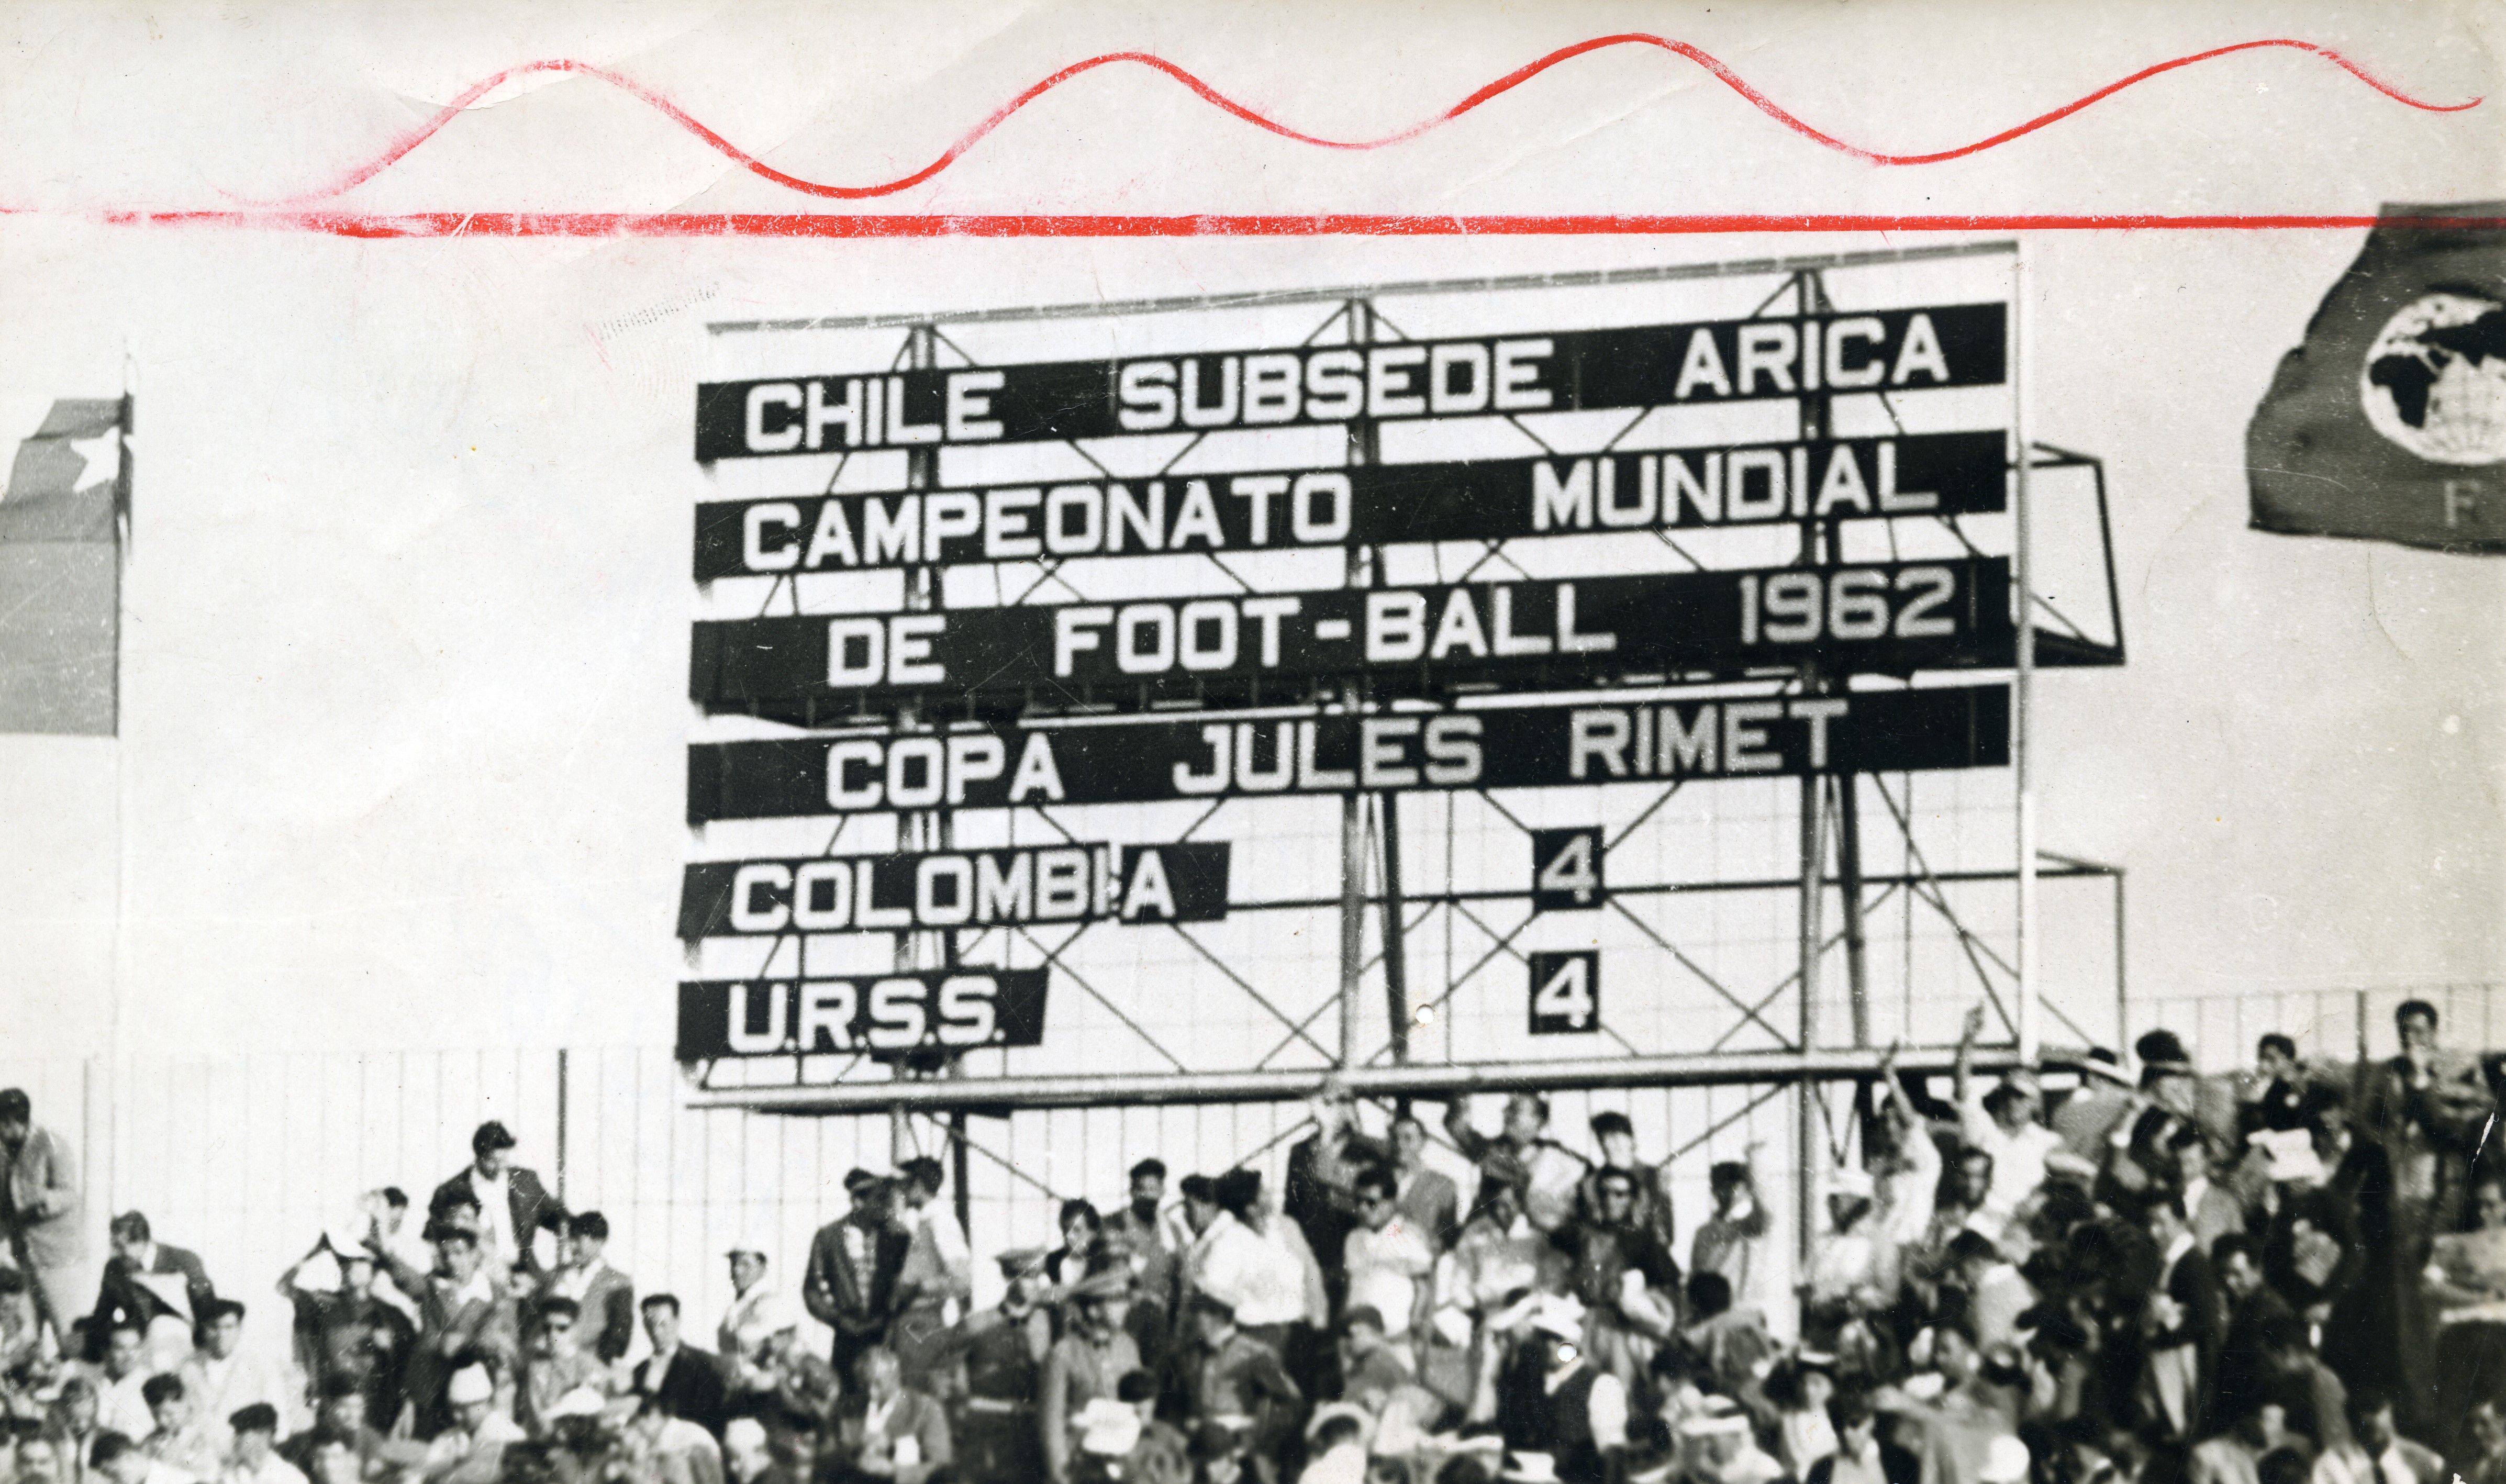 CHILE SUBSEDE ARICA
CAMPEONATO MUNDIAL
DE FOOT-BALL 1962
COPA JULES RIMET
COLOMBIA 4
U.R.S.S. 4
F